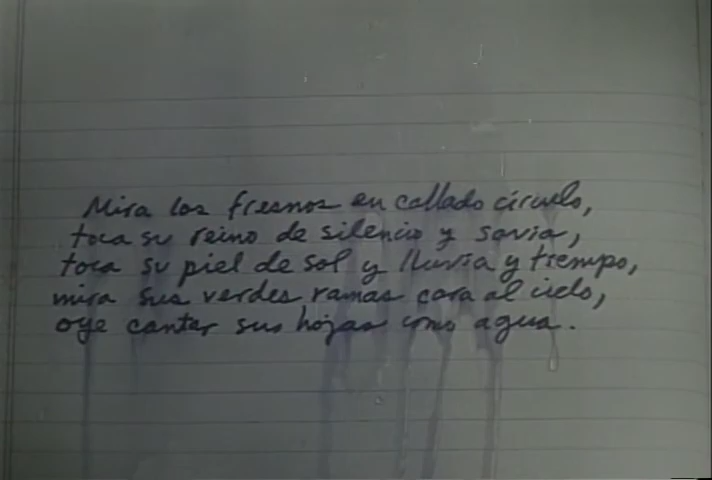 Mira los fresnos en callado círculo,
toca su reino de silencio y savia,
toca su piel de sol y lluvia y tiempo,
mira sus verdes ramas cara al cielo,
oye cantar sus hojas como agua.